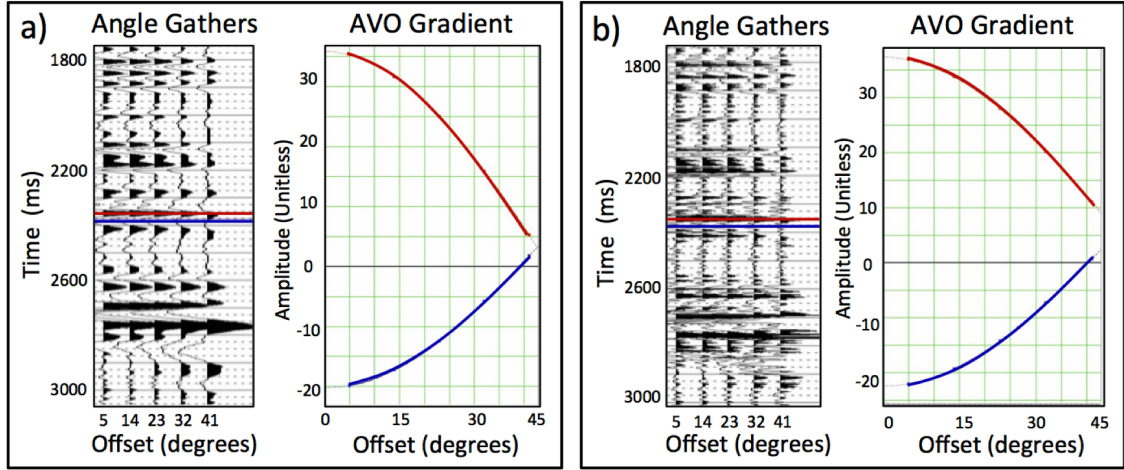 a)
Angle Gathers
AVO Gradient
Time (ms)
1800
2200
2600
3000
5 14 23 32 41
Offset (degrees)
Amplitude (Unitless)
30
20
10
0
-10
-20
0 15 30 45
Offset (degrees)
b)
Angle Gathers
AVO Gradient
Time (ms)
1800
2200
2600
3000
5 14 23 32 41
Offset (degrees)
Amplitude (Unitless)
30
20
10
0
-10
-20
0 15 30 45
Offset (degrees)